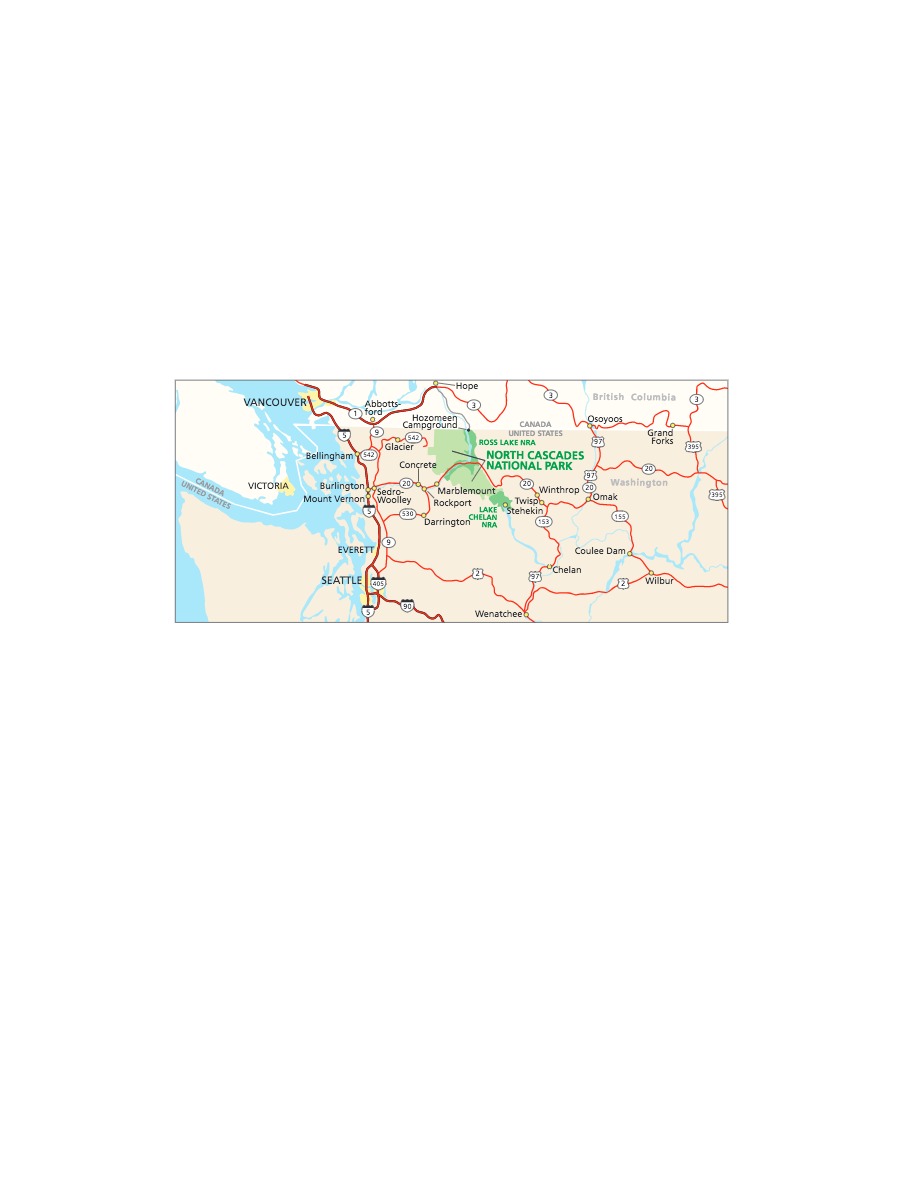 Hope
VANCOUVER
Abbotts-
ford
1
3
3
3
British Columbia
Hozomeen
Campground
CANADA
UNITED STATES
Osoyoos
Grand
Forks
5
9
542
Glacier
ROSS LAKE NRA
97
395
Bellingham
542
NORTH CASCADES
NATIONAL PARK
Concrete
20
97
Washington
VICTORIA
CANADA
UNITED STATES
Burlington
Mount Vernon
Sedro-
Woolley
20
Marblemount
Rockport
20
Winthrop
20
Omak
395
Twisp
Stehekin
LAKE
CHELAN
NRA
5
530
Darrington
153
155
EVERETT
9
Coulee Dam
SEATTLE
405
2
97
Chelan
2
Wilbur
5
90
Wenatchee